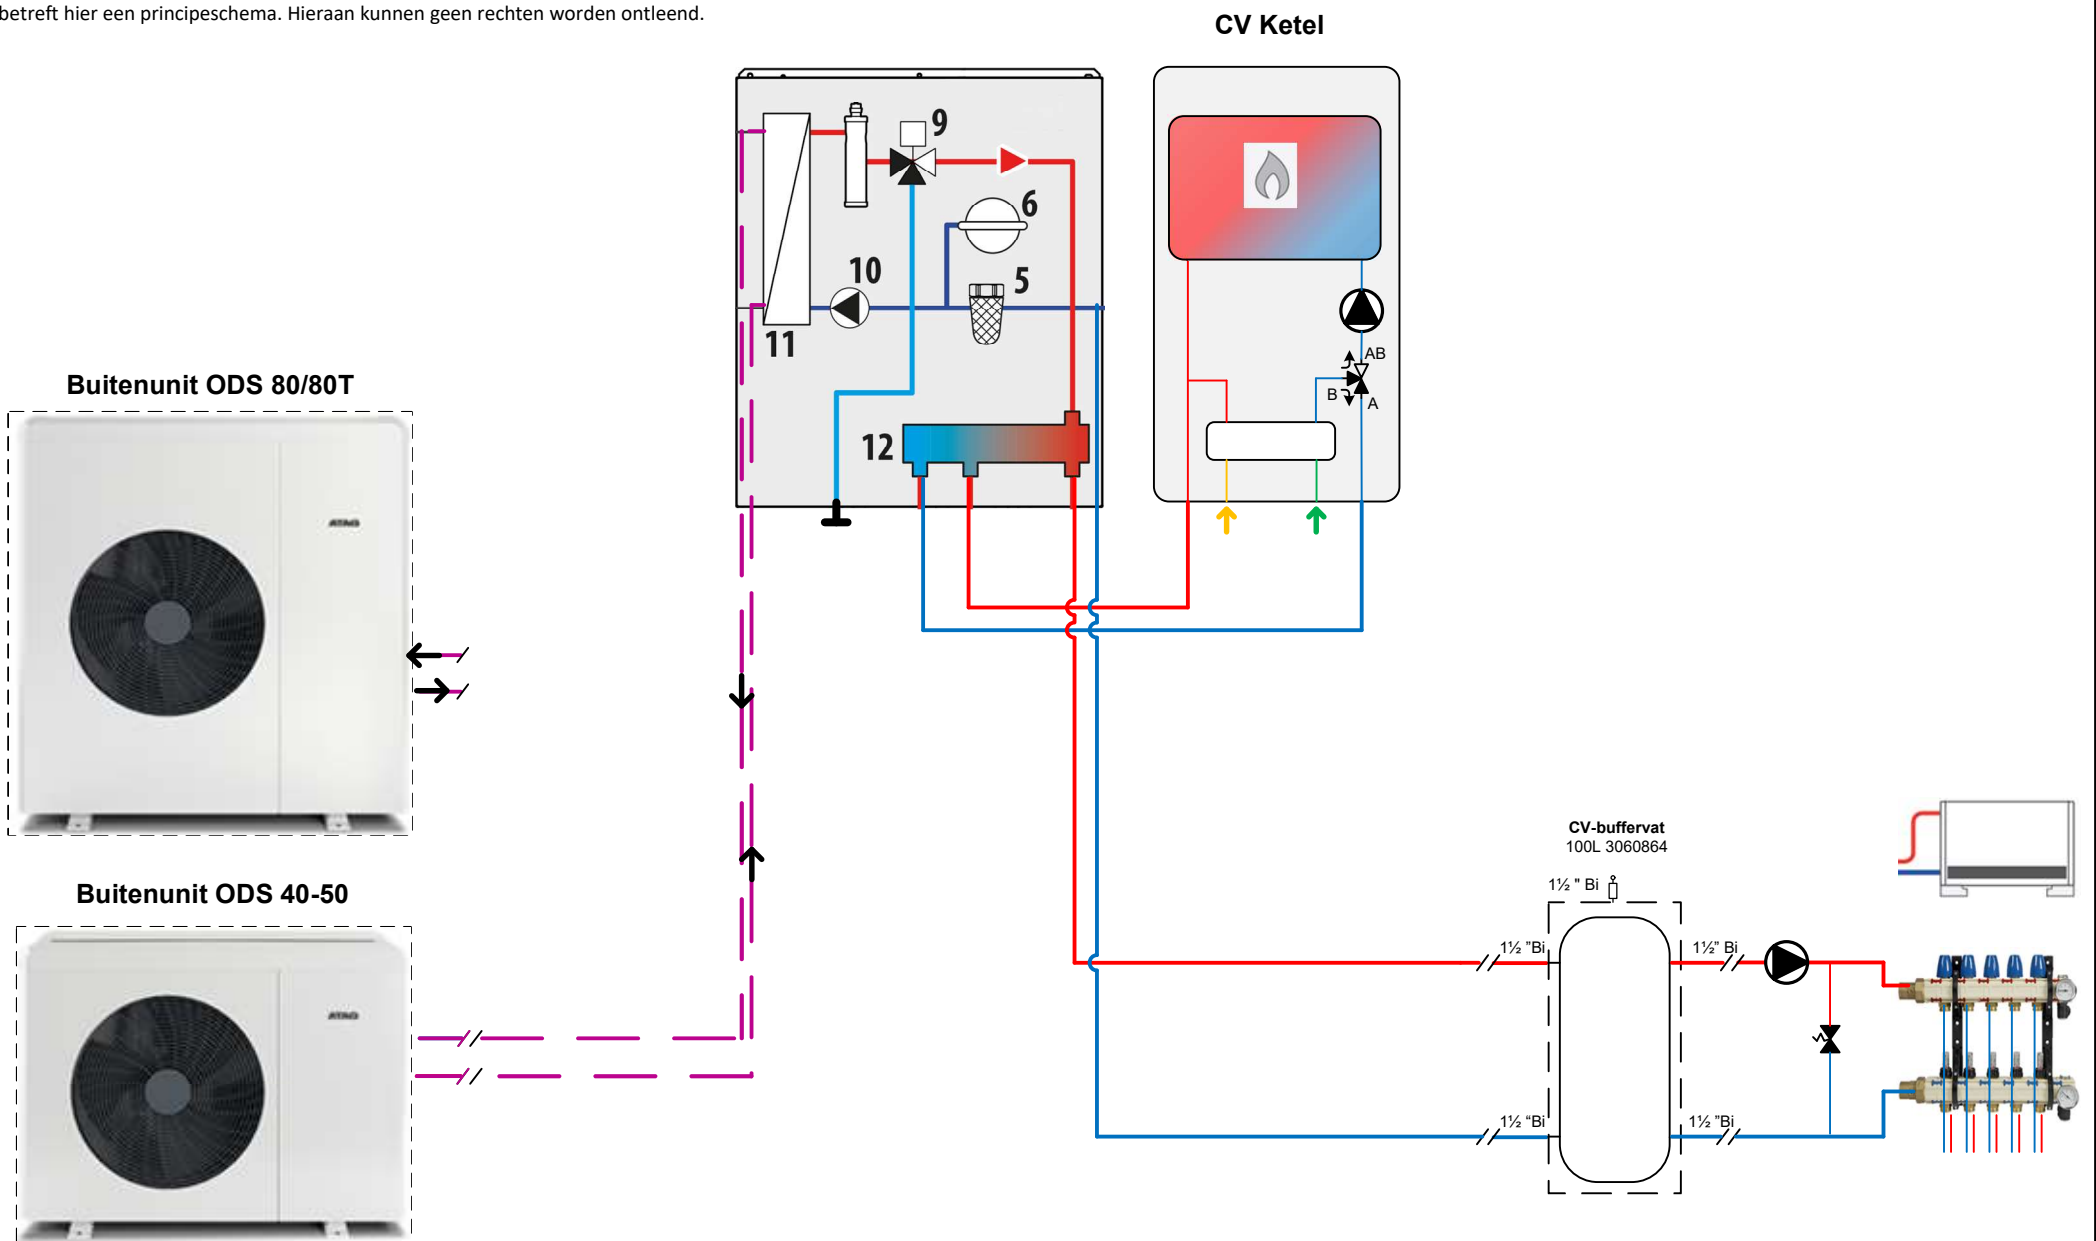 betreft hier een principeschema. Hieraan kunnen geen rechten worden ontleend.
CV Ketel
9
6
10
5
11
12
AB
B
A
Buitenunit ODS 80/80T
ATAG
Buitenunit ODS 40-50
ATAG
CV-buffervat
100L 3060864
1½ " Bi
1½ "Bi
1½" Bi
1½ “Bi
1½ ”Bi